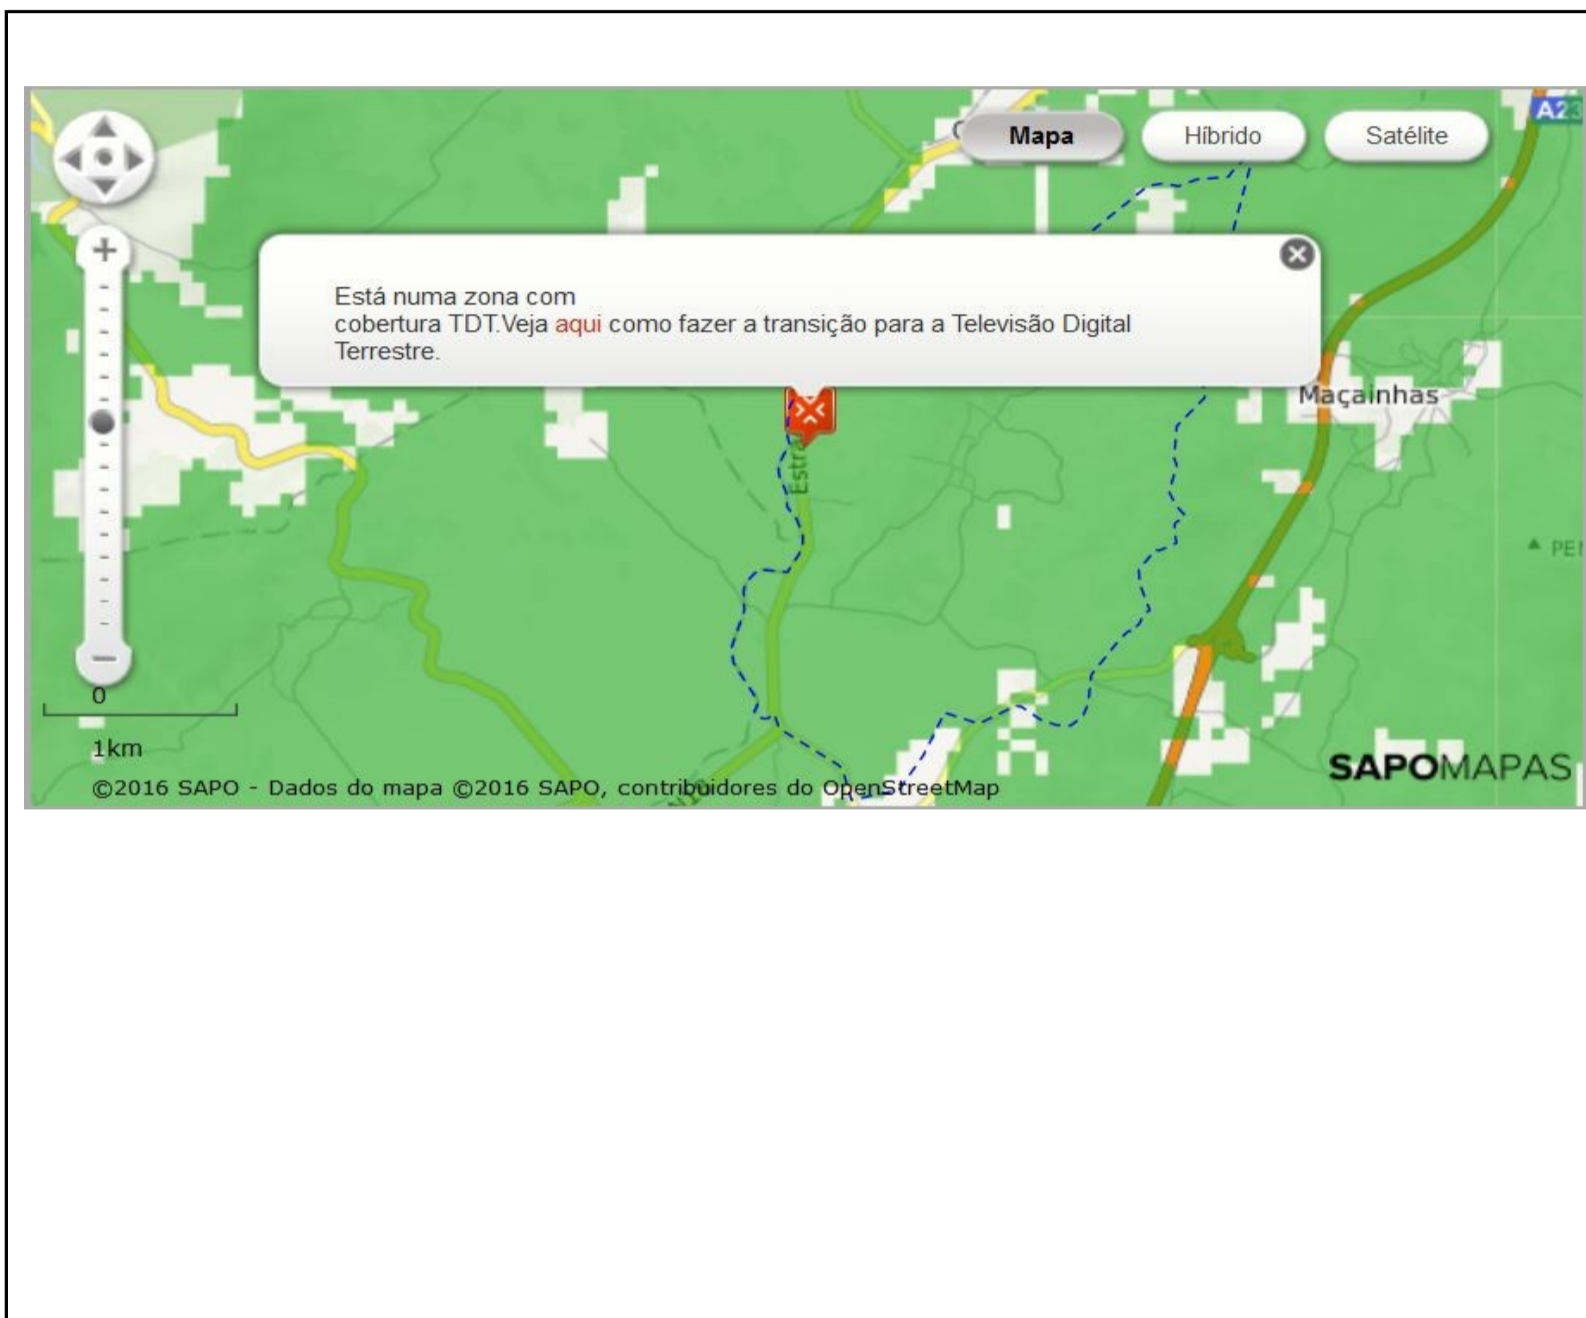 A23
Mapa
Híbrido
Satélite
+
Está numa zona com
cobertura TDT.Veja aqui como fazer a transição para a Televisão Digital
Terrestre.
Maçainhas
Estra
0
1km
SAPOMAPAS
©2016 SAPO - Dados do mapa ©2016 SAPO, contribuidores do OpenStreetMap